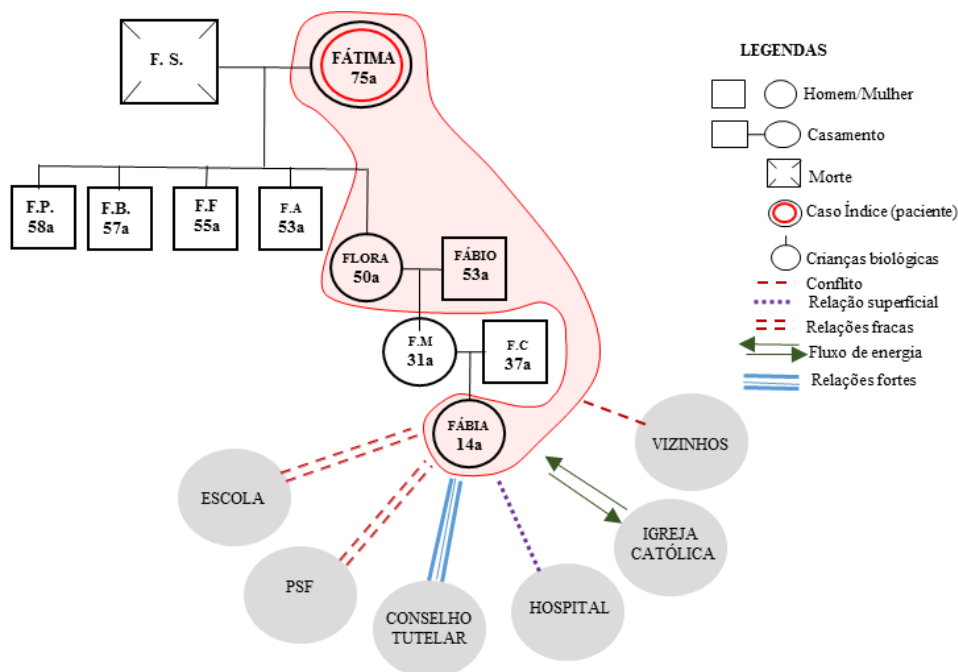 F. S.
FÁTIMA
75a
F.P.
58a
F.B.
57a
F.F
55a
F.A
53a
FLORA
50a
FÁBIO
53a
F.M
31a
F.C
37a
FÁBIA
14a
ESCOLA
PSF
CONSELHO
TUTELAR
HOSPITAL
IGREJA
CATÓLICA
VIZINHOS
LEGENDAS
Homem/Mulher
Casamento
Morte
Caso Índice (paciente)
Crianças biológicas
Conflito
Relação superfícial
Relações fracas
Fluxo de energia
Relações fortes